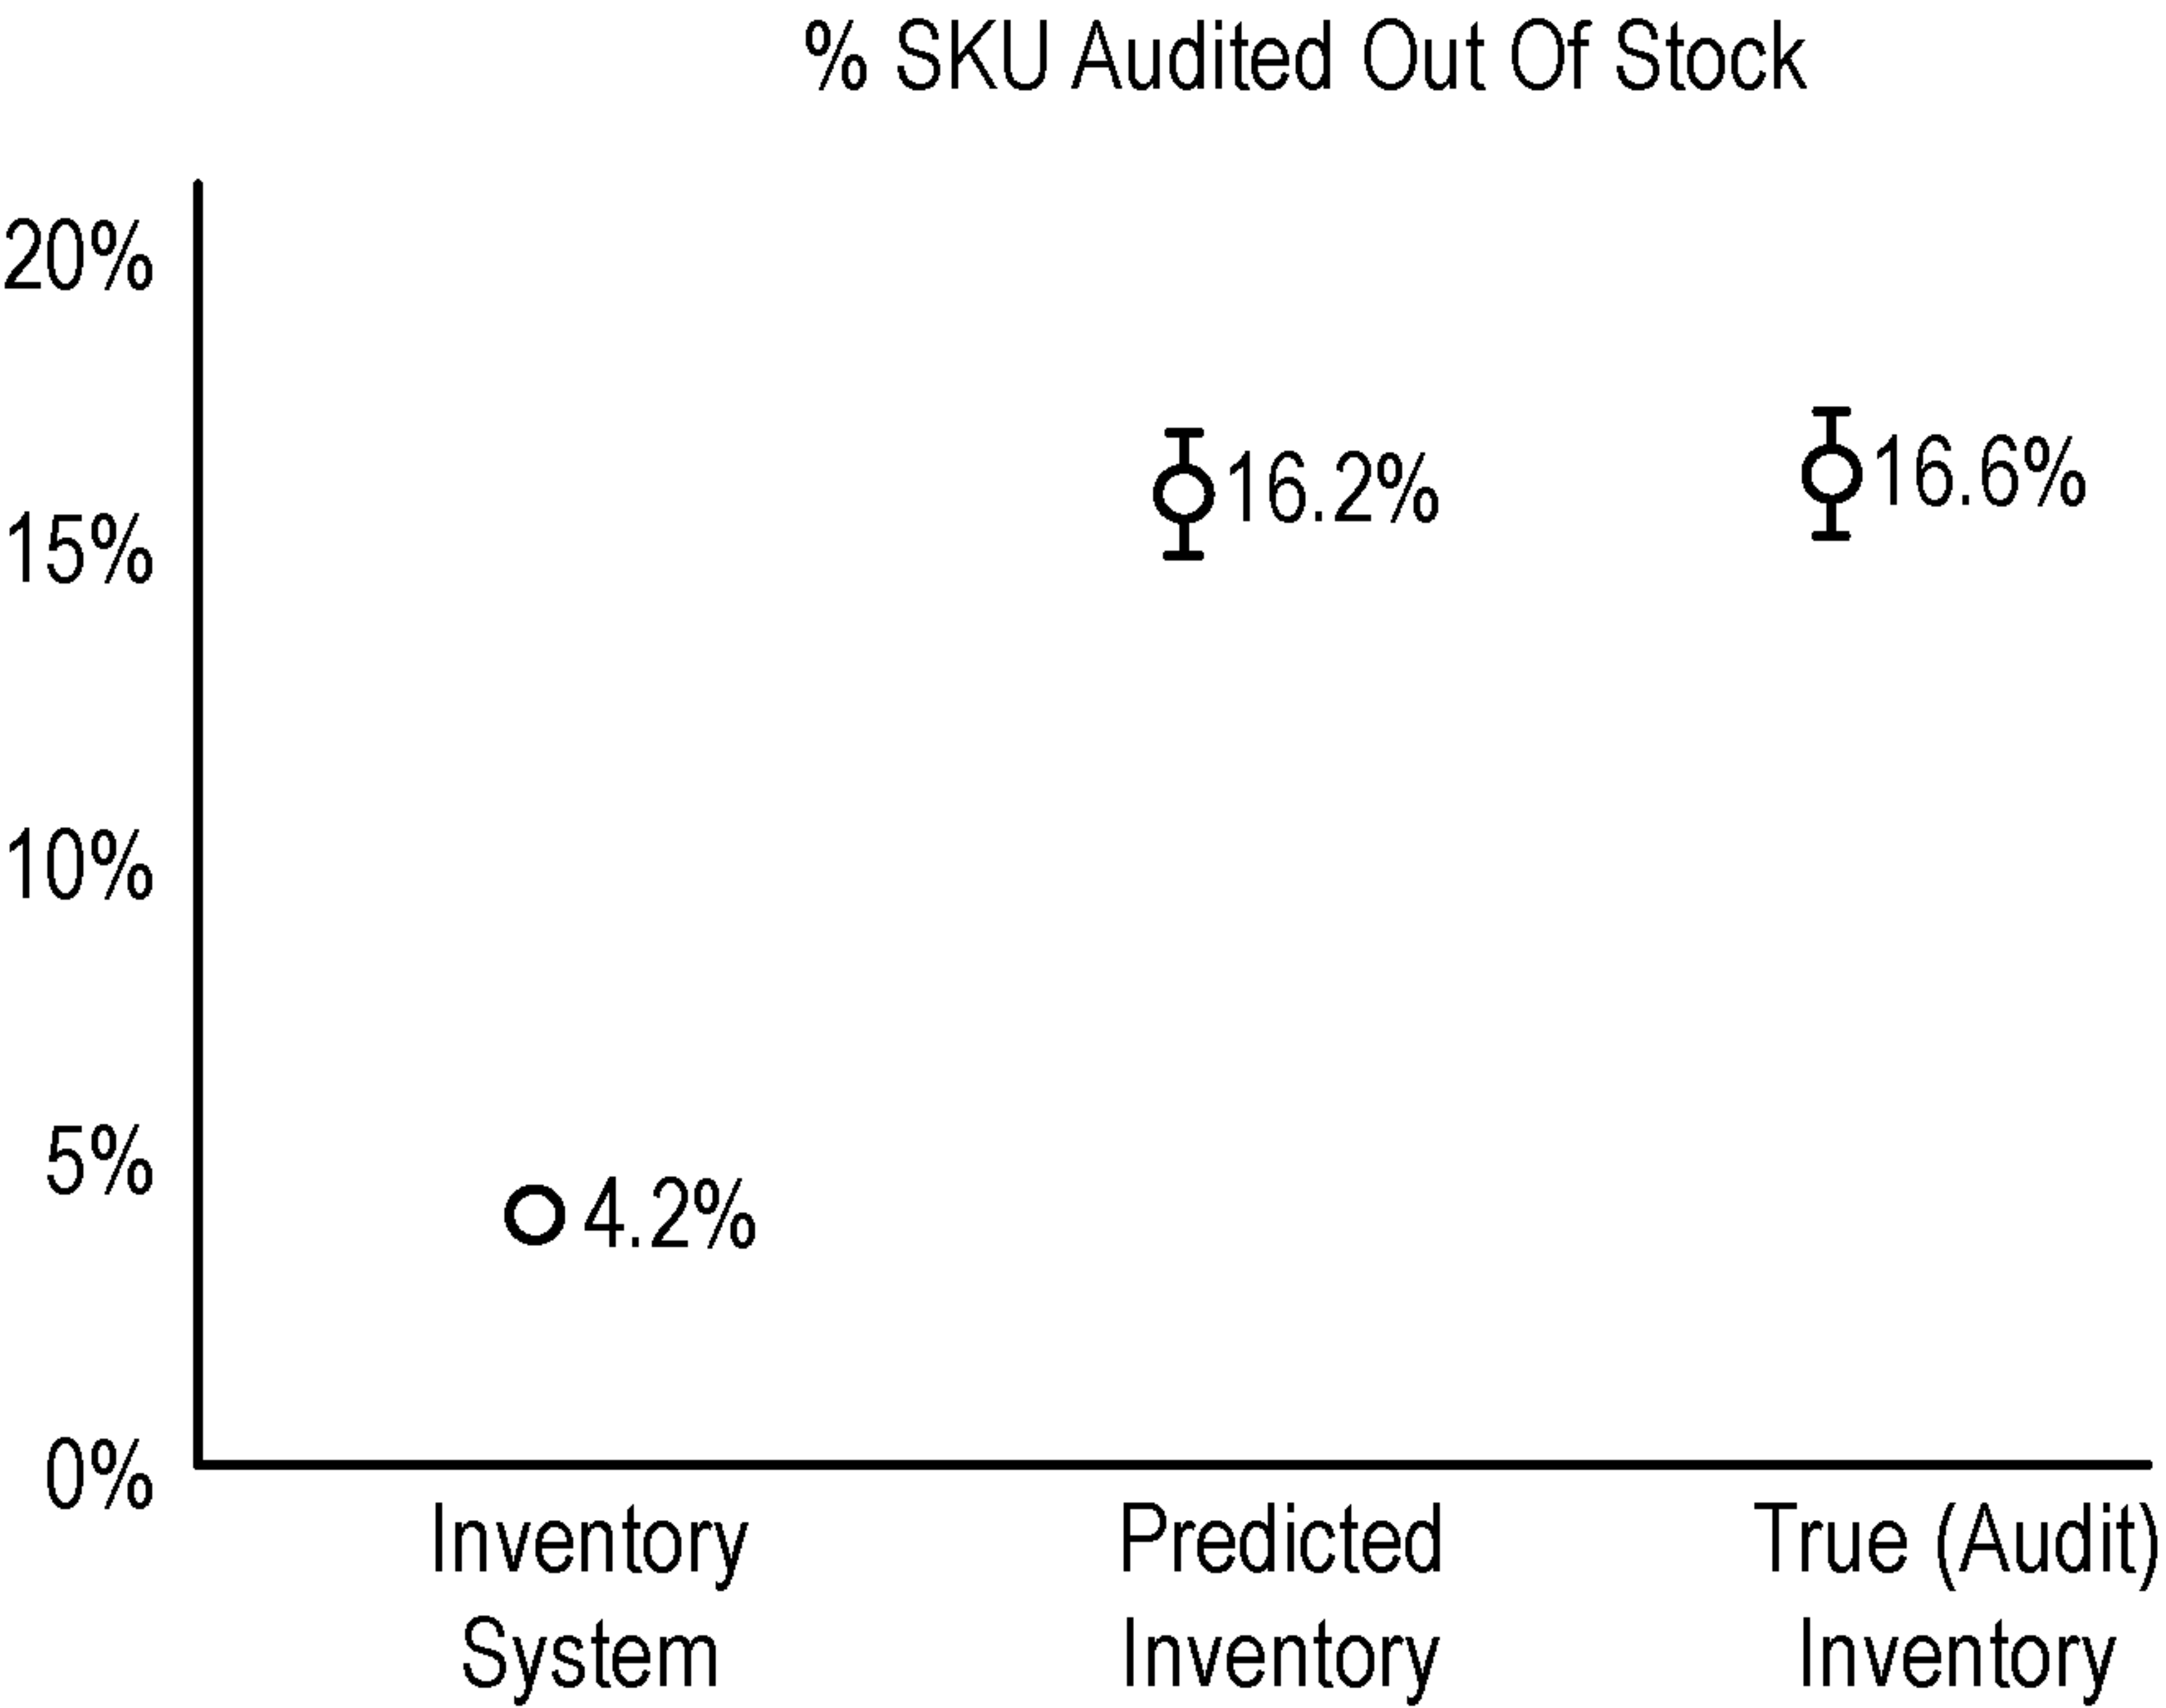 % SKU Audited Out Of Stock
20%
16.2%
16.6%
15%
10%
5%
4.2%
0%
Inventory
System
Predicted
Inventory
True (Audit)
Inventory